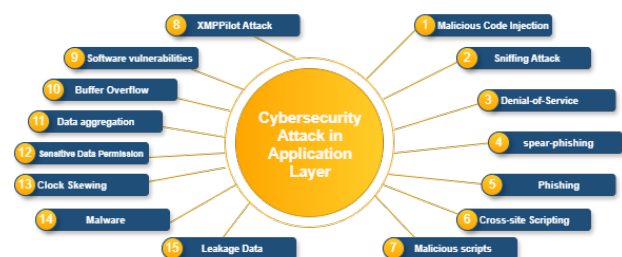 8 XMPPilot Attack
1 Malicious Code Injection
9 Software vulnerabilities
2 Sniffing Attack
10 Buffer Overflow
3 Denial-of-Service
11 Data aggregation
Cybersecurity
Attack in
Application
Layer
4 spear-phishing
12 Sensitive Data Permission
5 Phishing
13 Clock Skewing
6 Cross-site Scripting
14 Malware
7 Malicious scripts
15 Leakage Data